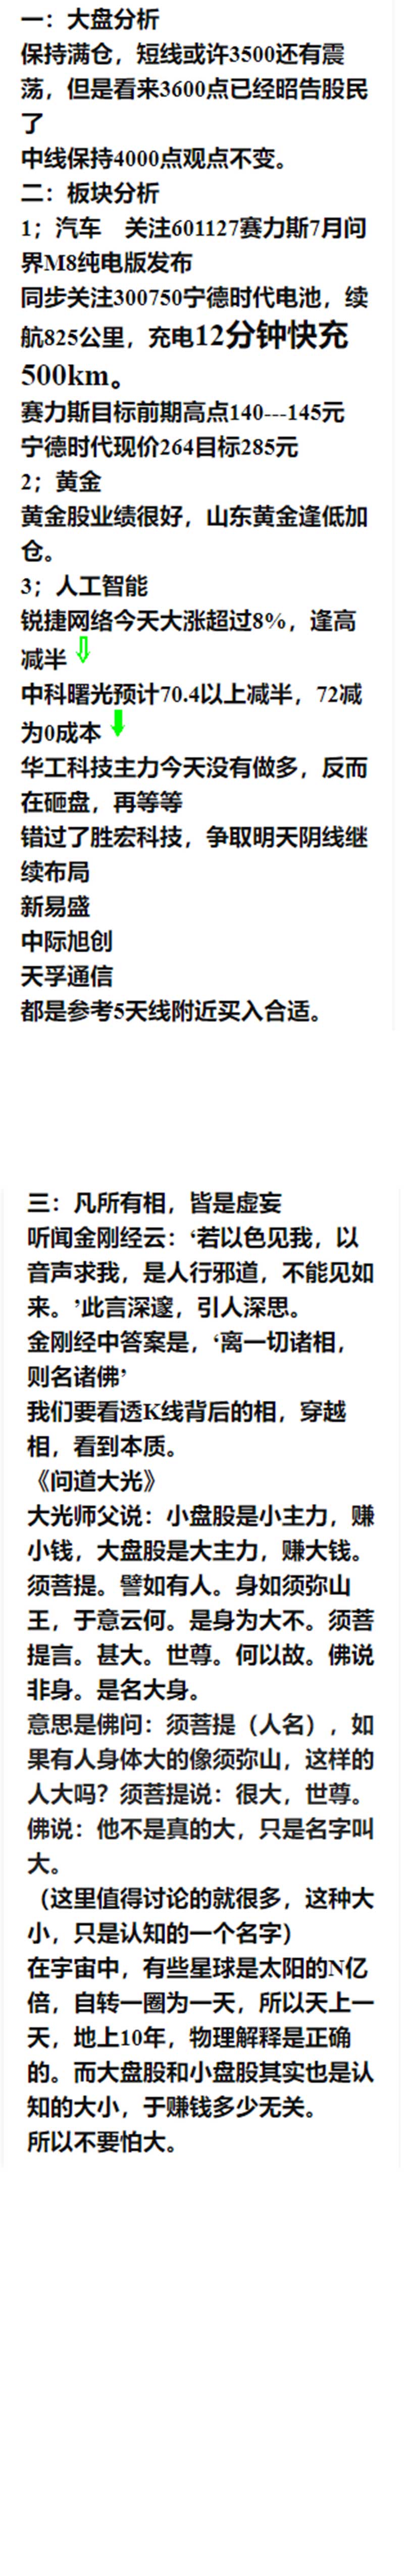 一：大盘分析
保持满仓，短线或许3500还有震
荡，但是看来3600点已经昭告股民
了
中线保持4000点观点不变。
二：板块分析
1；汽车　关注601127赛力斯7月问
界M8纯电版发布
同步关注300750宁德时代电池，续
航825公里，充电12分钟快充
500km。
赛力斯目标前期高点140---145元
宁德时代现价264目标285元
2；黄金
黄金股业绩很好，山东黄金逢低加
仓。
3；人工智能
锐捷网络今天大涨超过8%，逢高
减半
中科曙光预计70.4以上减半，72减
为0成本
华工科技主力今天没有做多，反而
在砸盘，再等等
错过了胜宏科技，争取明天阴线继
续布局
新易盛
中际旭创
天孚通信
都是参考5天线附近买入合适。
三：凡所有相，皆是虚妄
听闻金刚经云：‘若以色见我，以
音声求我，是人行邪道，不能见如
来。’此言深邃，引人深思。
金刚经中答案是，‘离一切诸相，
则名诸佛’
我们要看透K线背后的相，穿越
相，看到本质。
《问道大光》
大光师父说：小盘股是小主力，赚
小钱，大盘股是大主力，赚大钱。
须菩提。譬如有人。身如须弥山
王，于意云何。是身为大不。须菩
提言。甚大。世尊。何以故。佛说
非身。是名大身。
意思是佛问：须菩提（人名），如
果有人身体大的像须弥山，这样的
人大吗？须菩提说：很大，世尊。
佛说：他不是真的大，只是名字叫
大。
（这里值得讨论的就很多，这种大
小，只是认知的一个名字）
在宇宙中，有些星球是太阳的N亿
倍，自转一圈为一天，所以天上一
天，地上10年，物理解释是正确
的。而大盘股和小盘股其实也是认
知的大小，于赚钱多少无关。
所以不要怕大。